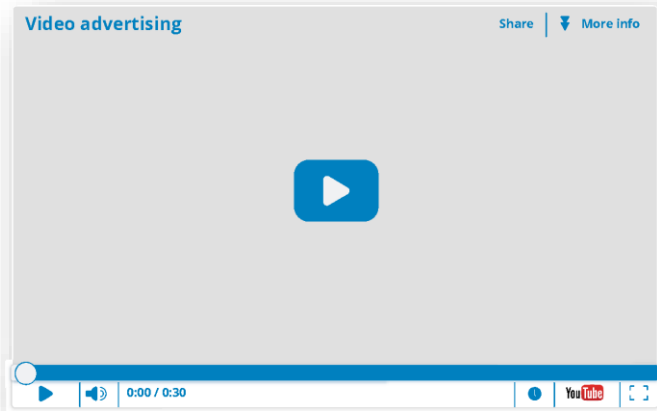 Video advertising
Share
More info
0:00 / 0:30
YouTube